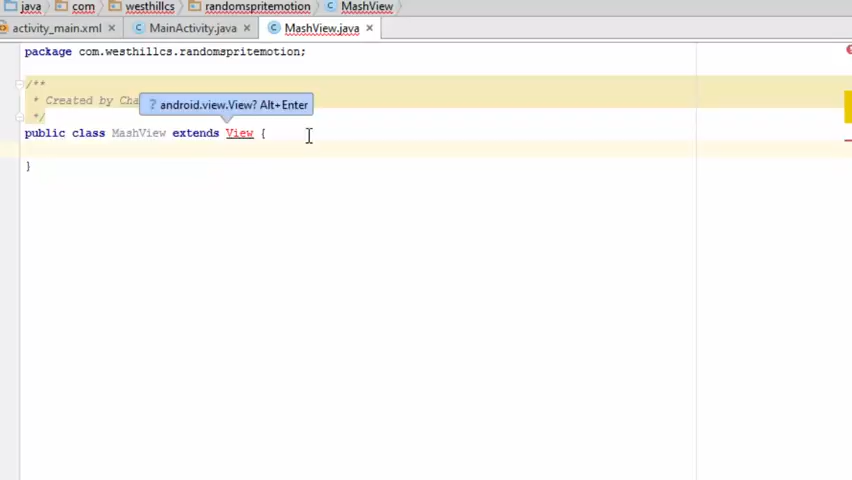 java com westhillcs randomspritemotion MashView
activity_main.xml MainActivity.java MashView.java
package com.westhillcs.randomspritemotion;
/**
* Created by Cha
? android.view.View? Alt+Enter
*/
public class MashView extends View {
}